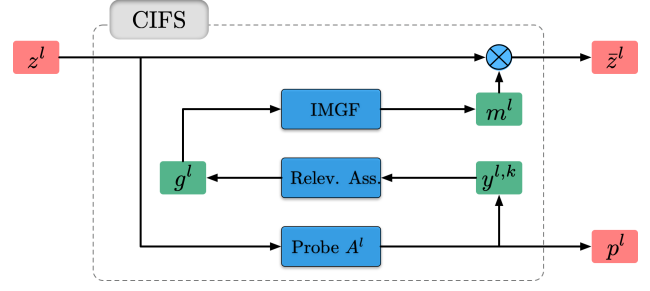 CIFS
z^l
z̄^l
IMGF
m^l
g^l
Relev. Ass.
y^{l,k}
Probe A^l
p^l